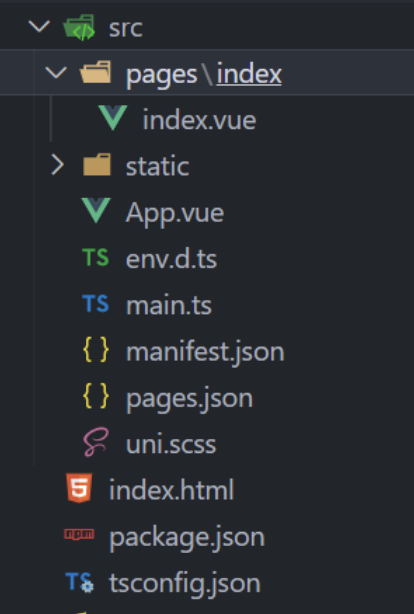 src
pages\index
index.vue
static
App.vue
TS env.d.ts
TS main.ts
{} manifest.json
{} pages.json
uni.scss
5 index.html
npm package.json
TS tsconfig.json